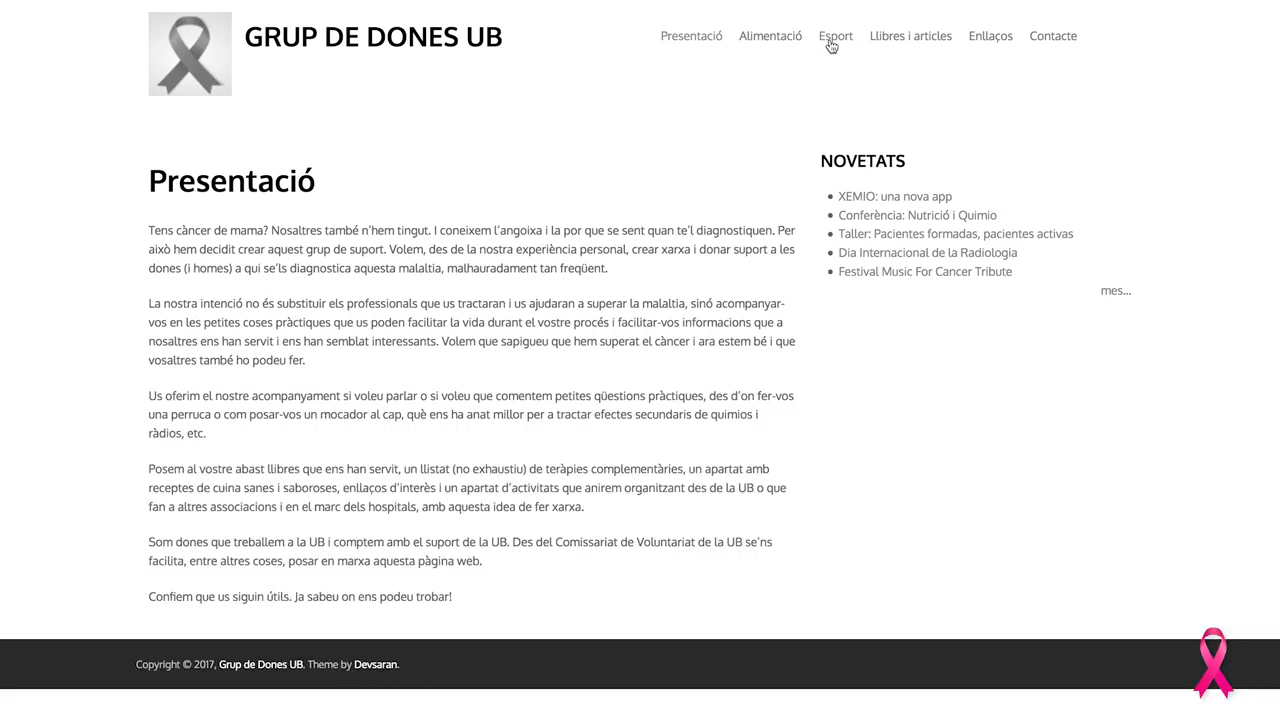 GRUP DE DONES UB
Presentació Alimentació Esport Llibres i articles Enllaços Contacte
Presentació
Tens càncer de mama? Nosaltres també n'hem tingut. I coneixem l'angoixa i la por que se sent quan te'l diagnostiquen. Per
això hem decidit crear aquest grup de suport. Volem, des de la nostra experiència personal, crear xarxa i donar suport a les
dones (i homes) a qui se'ls diagnostica aquesta malaltia, malhauradament tan freqüent.
La nostra intenció no és substituir els professionals que us tractaran i us ajudaran a superar la malaltia, sinó acompanyar-
vos en les petites coses pràctiques que us poden facilitar la vida durant el vostre procés i facilitar-vos informacions que a
nosaltres ens han servit i ens han semblat interessants. Volem que sapigueu que hem superat el càncer i ara estem bé i que
vosaltres també ho podeu fer.
Us oferim el nostre acompanyament si voleu parlar o si voleu que comentem petites qüestions pràctiques, des d'on fer-vos
una perruca o com posar-vos un mocador al cap, què ens ha anat millor per a tractar efectes secundaris de quimios i
ràdios, etc.
Posem al vostre abast llibres que ens han servit, un llistat (no exhaustiu) de teràpies complementàries, un apartat amb
receptes de cuina sanes i saboroses, enllaços d'interès i un apartat d'activitats que anirem organitzant des de la UB o que
fan a altres associacions i en el marc dels hospitals, amb aquesta idea de fer xarxa.
Som dones que treballem a la UB i comptem amb el suport de la UB. Des del Comissariat de Voluntariat de la UB se'ns
facilita, entre altres coses, posar en marxa aquesta pàgina web.
Confiem que us siguin útils. Ja sabeu on ens podeu trobar!
NOVETATS
XEMIO: una nova app
Conferència: Nutrició i Quimio
Taller: Pacientes formadas, pacientes activas
Dia Internacional de la Radiologia
Festival Music For Cancer Tribute
mes...
Copyright © 2017, Grup de Dones UB. Theme by Devsaran.